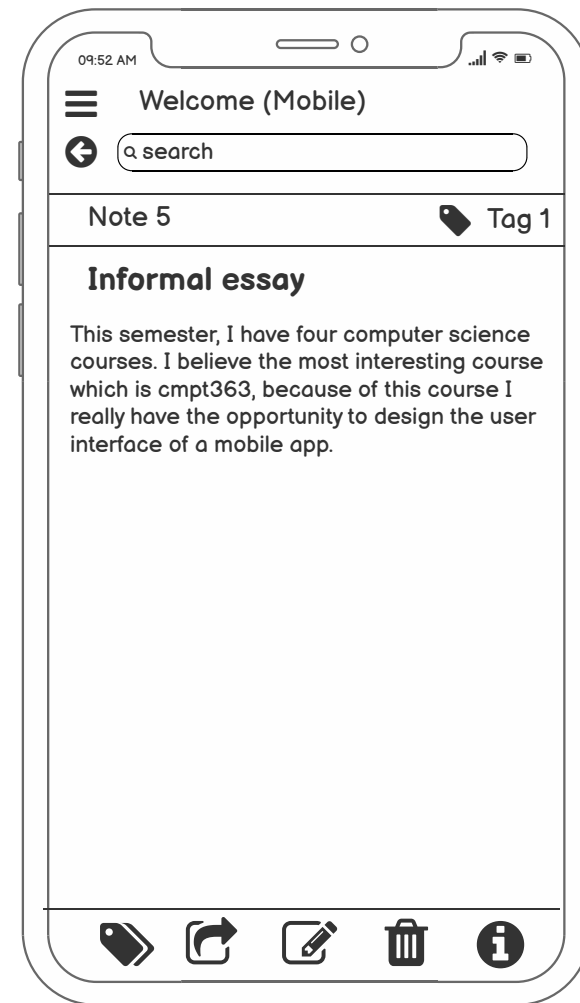 09:52 AM
Welcome (Mobile)
search
Note 5
Tag 1
Informal essay
This semester, I have four computer science
courses. I believe the most interesting course
which is cmpt363, because of this course I
really have the opportunity to design the user
interface of a mobile app.